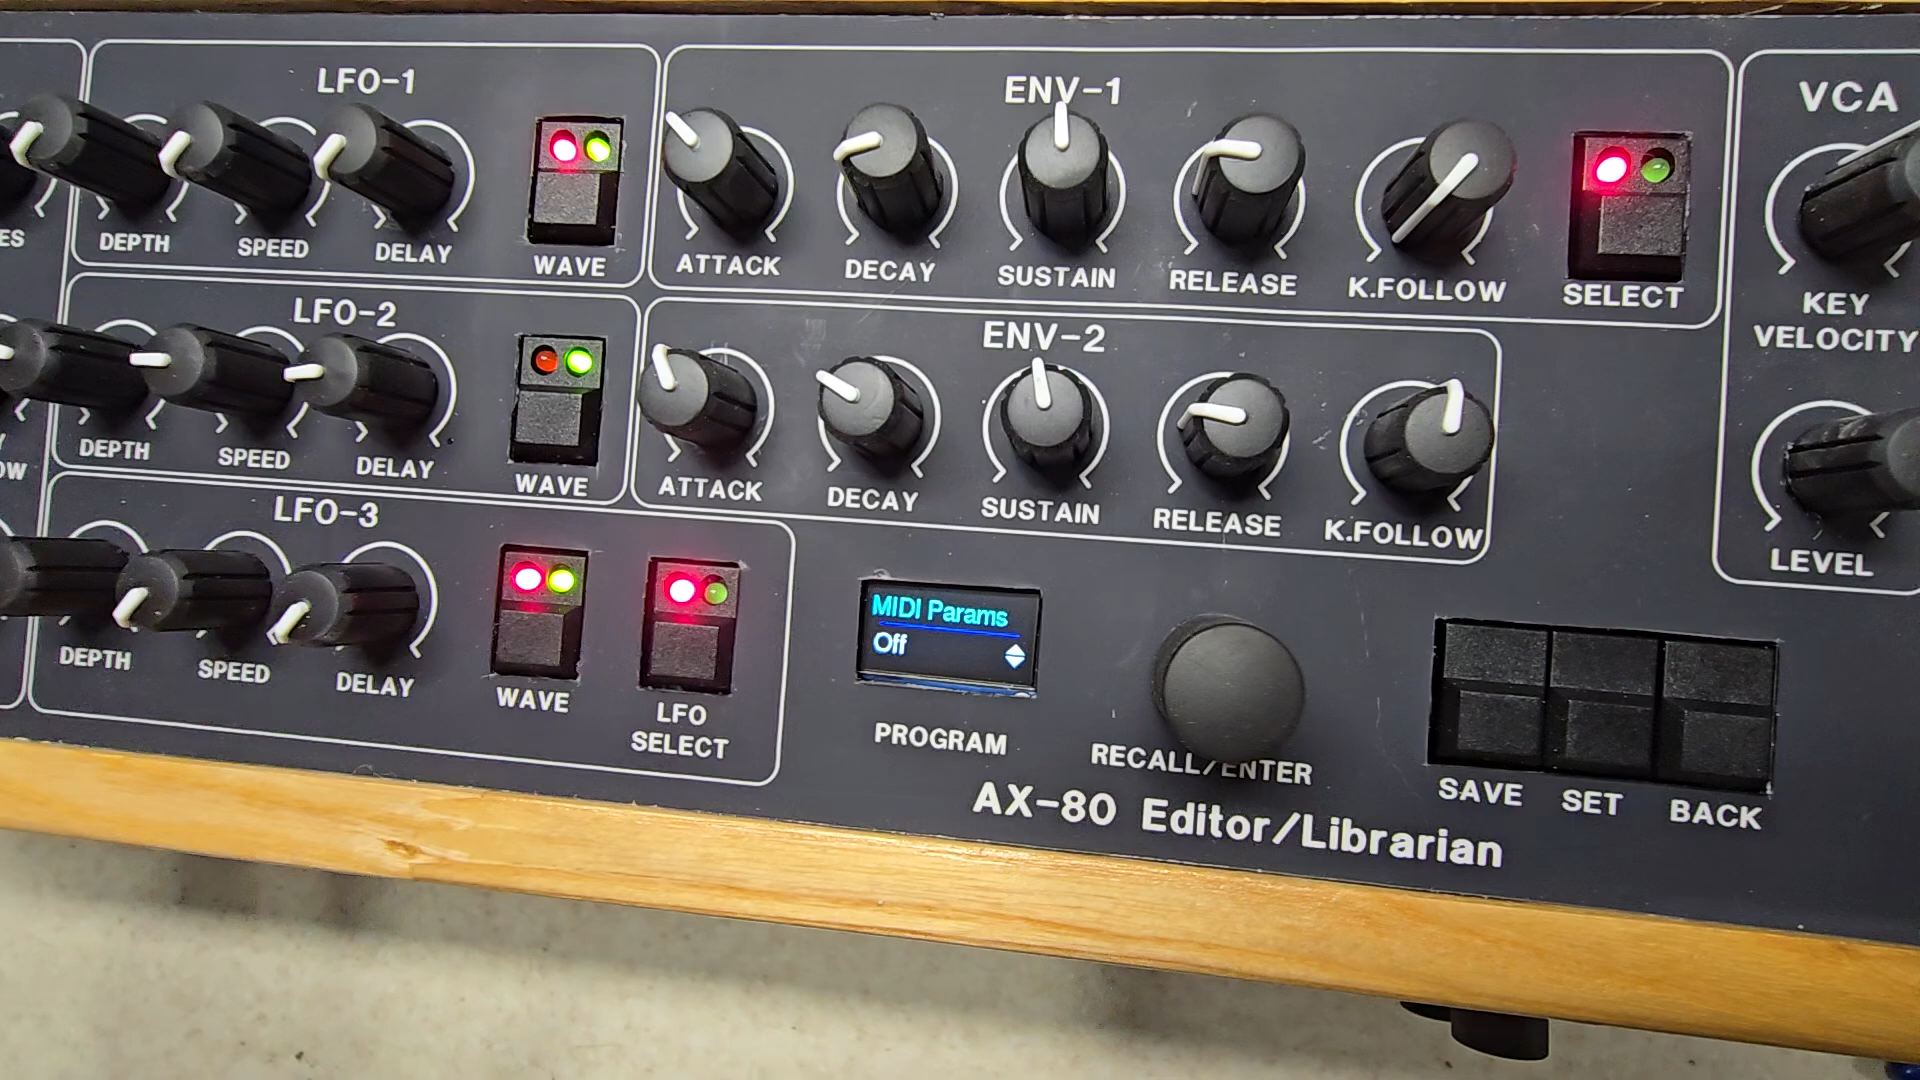 LFO-1
DEPTH
SPEED
DELAY
WAVE
ENV-1
ATTACK
DECAY
SUSTAIN
RELEASE
K.FOLLOW
SELECT
VCA
KEY
VELOCITY
LEVEL
LFO-2
DEPTH
SPEED
DELAY
WAVE
ENV-2
ATTACK
DECAY
SUSTAIN
RELEASE
K.FOLLOW
LFO-3
DEPTH
SPEED
DELAY
WAVE
LFO
SELECT
MIDI Params
Off
PROGRAM
RECALL/ENTER
SAVE
SET
BACK
AX-80 Editor/Librarian